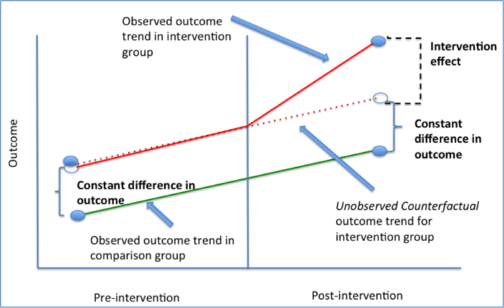 Observed outcome
trend in intervention
group
Intervention
effect
Outcome
Constant difference in
outcome
Constant difference in
outcome
Unobserved Counterfactual
outcome trend for
intervention group
Observed outcome trend in
comparison group
Pre-intervention
Post-intervention